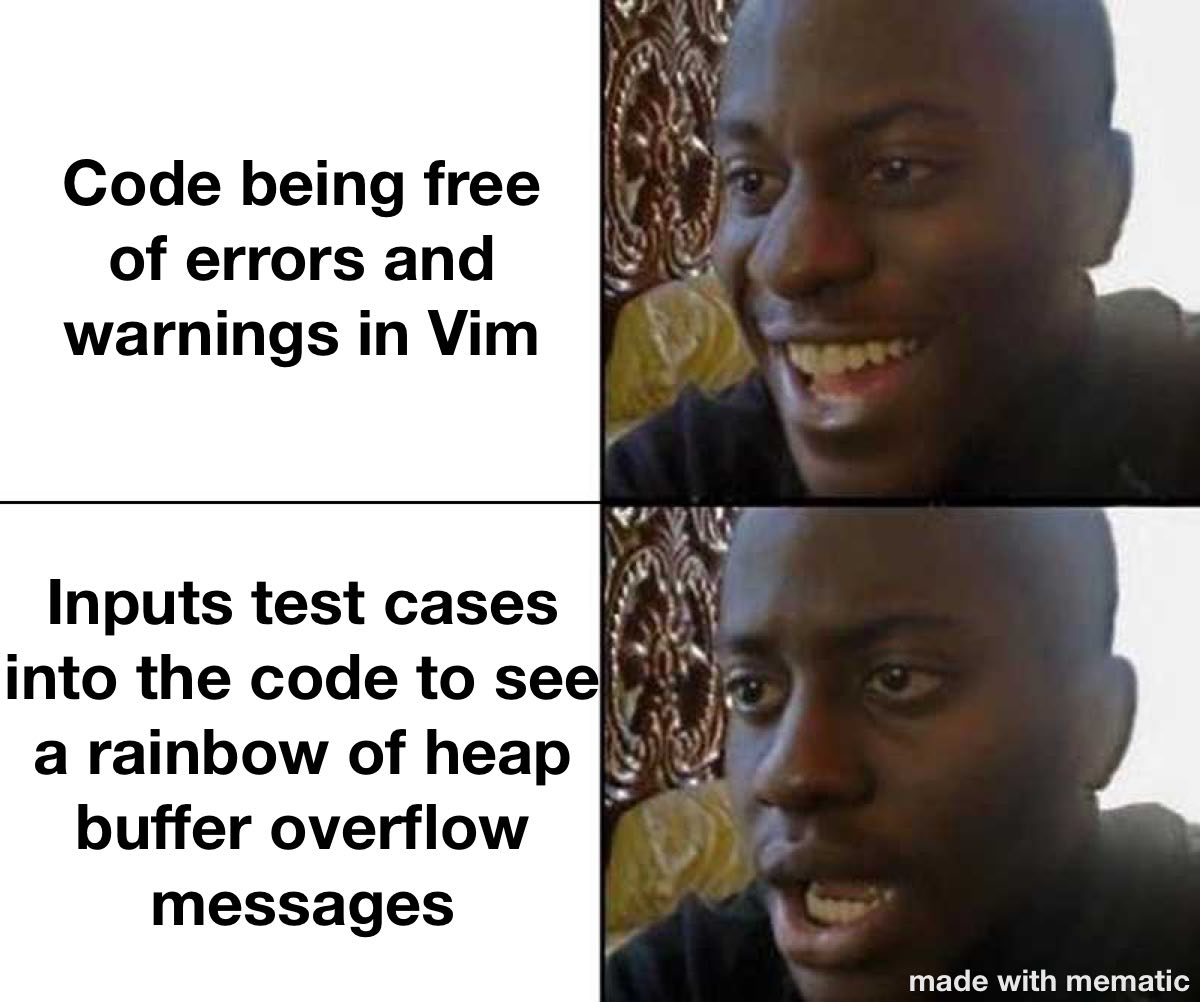 Code being free
of errors and
warnings in Vim
Inputs test cases
into the code to see
a rainbow of heap
buffer overflow
messages
made with mematic